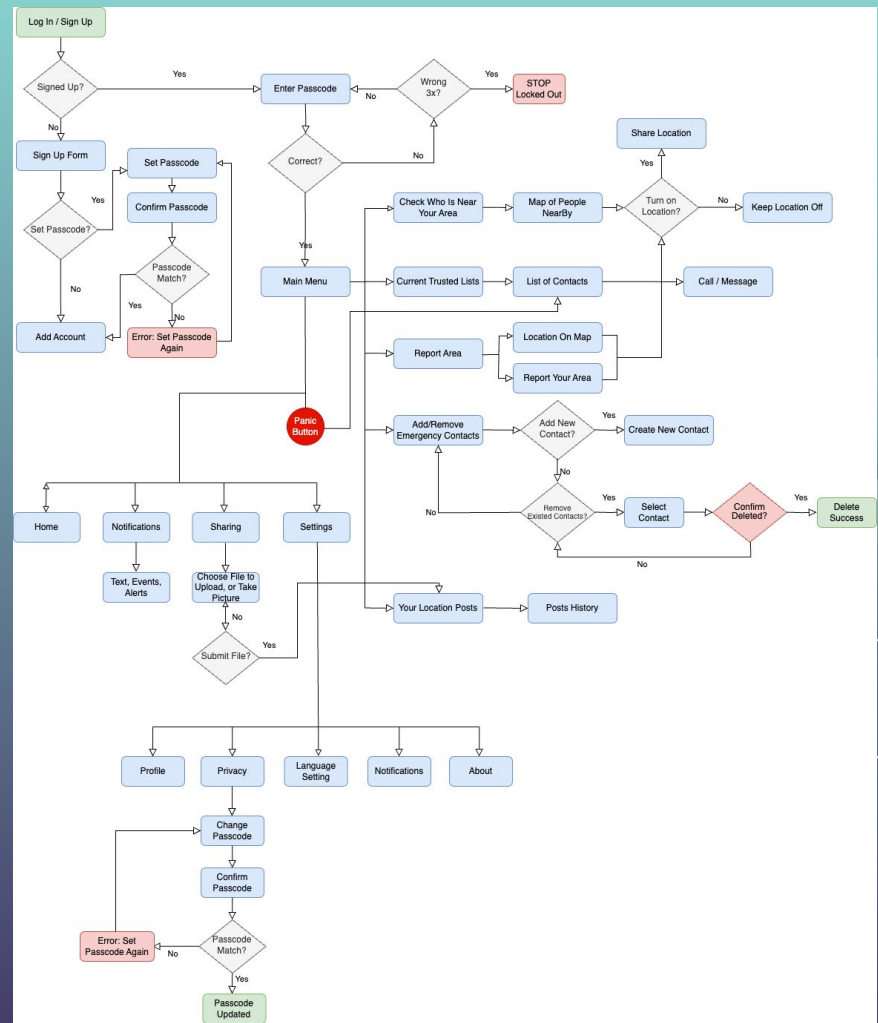 Log In / Sign Up
Signed Up?
Yes
Enter Passcode
No
Wrong
3x?
Yes
STOP
Locked Out
No
Sign Up Form
Set Passcode
Correct?
No
Share Location
Yes
Yes
Confirm Passcode
Check Who Is Near
Your Area
Map of People
NearBy
Turn on
Location?
No
Keep Location Off
Set Passcode?
Yes
No
Passcode
Match?
Main Menu
Current Trusted Lists
List of Contacts
Call / Message
Yes
No
Add Account
Error: Set Passcode
Again
Report Area
Location On Map
Report Your Area
Panic
Button
Add/Remove
Emergency Contacts
Add New
Contact?
Yes
Create New Contact
No
Home
Notifications
Sharing
Settings
No
Remove
Existed Contacts?
Yes
Select
Contact
Confirm
Deleted?
Yes
Delete
Success
No
Text, Events,
Alerts
Choose File to
Upload, or Take
Picture
No
Your Location Posts
Posts History
Submit File?
Yes
Profile
Privacy
Language
Setting
Notifications
About
Change
Passcode
Confirm
Passcode
Error: Set
Passcode Again
No
Passcode
Match?
Yes
Passcode
Updated